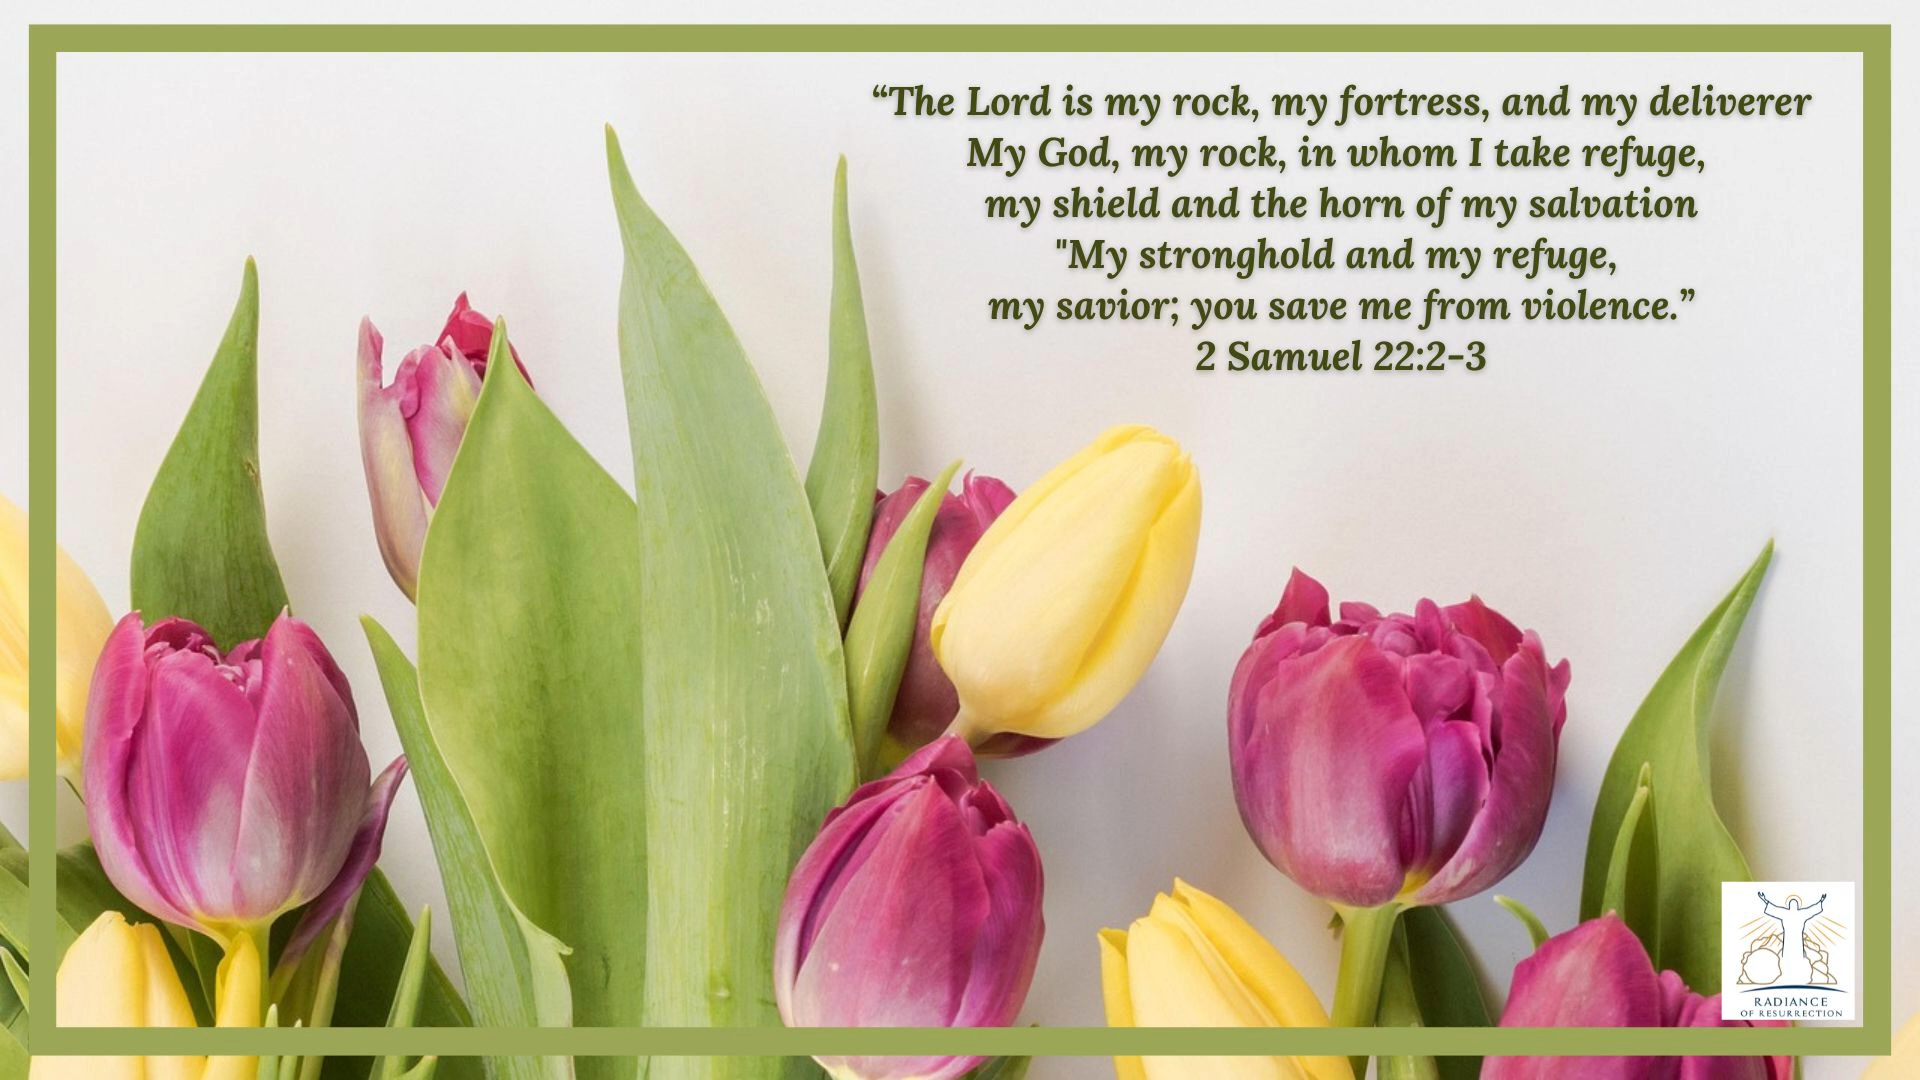 “The Lord is my rock, my fortress, and my deliverer
My God, my rock, in whom I take refuge,
my shield and the horn of my salvation
"My stronghold and my refuge,
my savior; you save me from violence.”
2 Samuel 22:2-3
RADIANCE
OF RESURRECTION